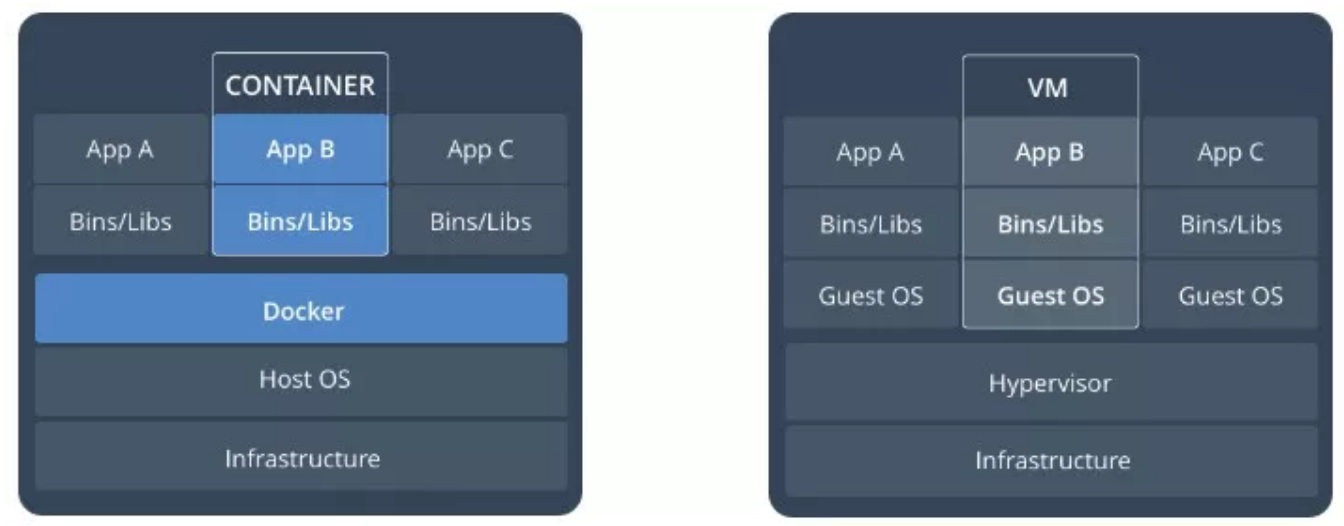 CONTAINER
App A App B App C
Bins/Libs Bins/Libs Bins/Libs
Docker
Host OS
Infrastructure
VM
App A App B App C
Bins/Libs Bins/Libs Bins/Libs
Guest OS Guest OS Guest OS
Hypervisor
Infrastructure